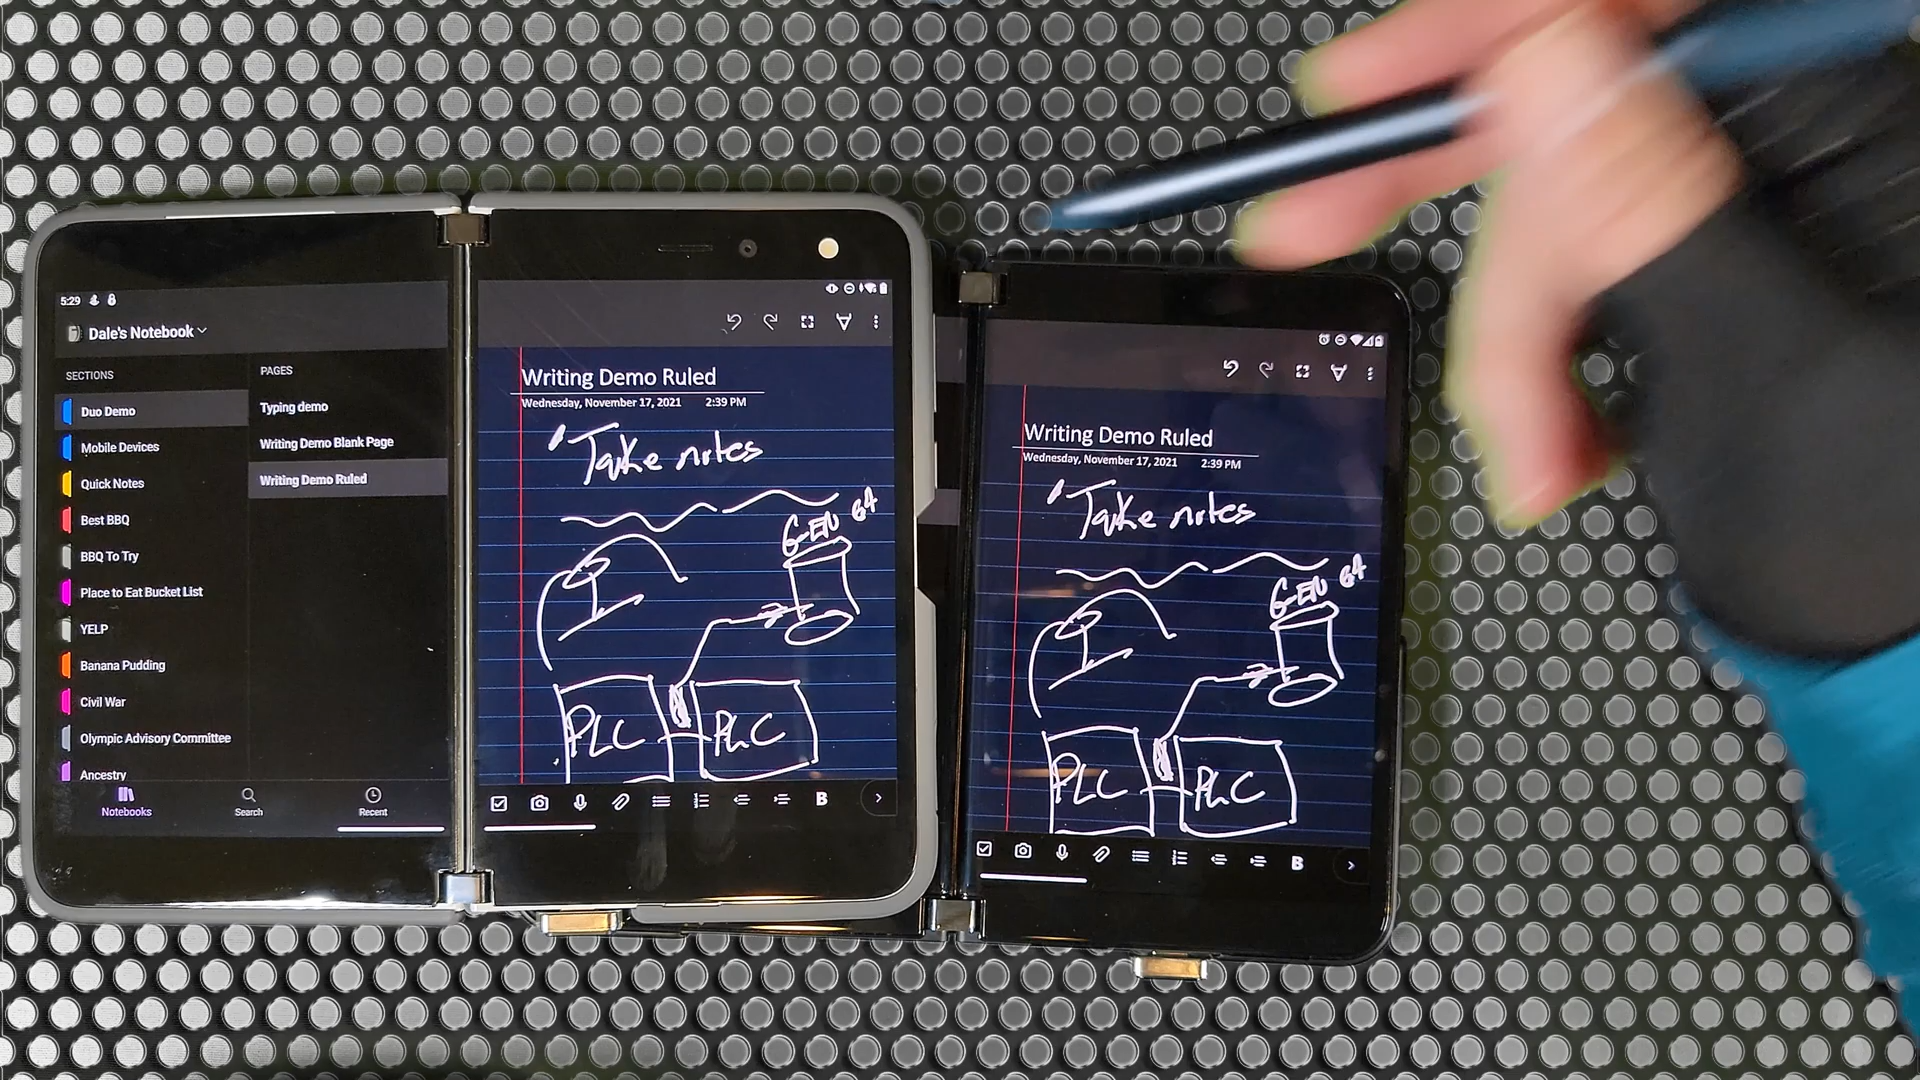 5:29
Dale's Notebook
SECTIONS
Duo Demo
Mobile Devices
Quick Notes
Best BBQ
BBQ To Try
Place to Eat Bucket List
YELP
Banana Pudding
Civil War
Olympic Advisory Committee
Ancestry
PAGES
Typing demo
Writing Demo Blank Page
Writing Demo Ruled
Notebooks
Search
Recent
Writing Demo Ruled
Wednesday, November 17, 2021 2:39 PM
Take notes
GEN
PLC PLC
B
Writing Demo Ruled
Wednesday, November 17, 2021 2:39 PM
Take notes
GEN
PLC PLC
B